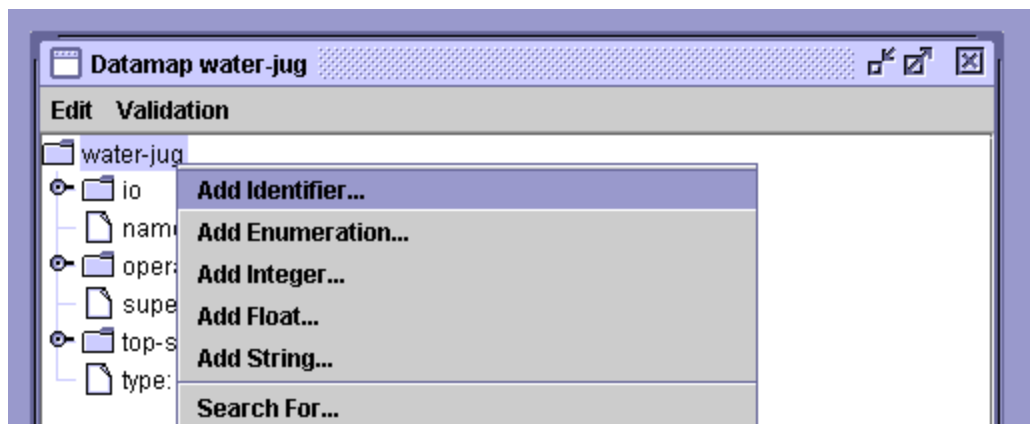 Datamap water-jug
Edit Validation
water-jug
io
Add Identifier...
Add Enumeration...
Add Integer...
Add Float...
Add String...
type:
Search For...